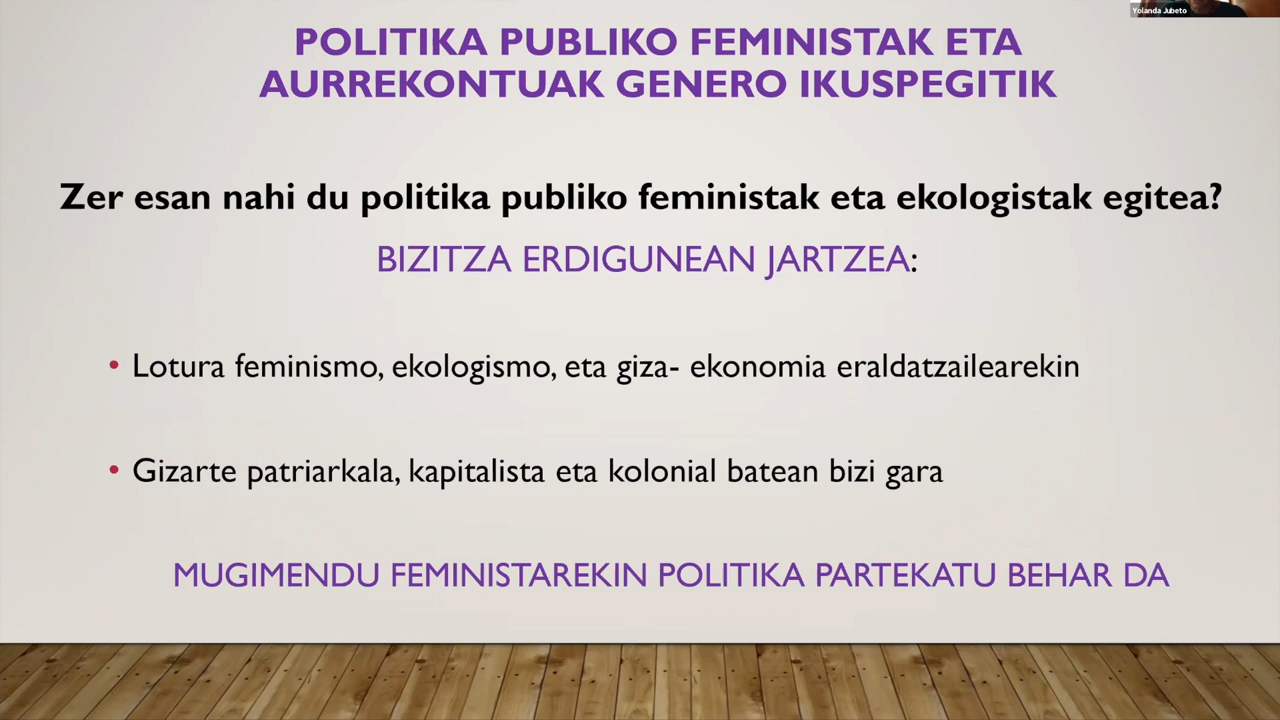 Yolanda Jubeto
POLITIKA PUBLIKO FEMINISTAK ETA
AURREKONTUAK GENERO IKUSPEGITIK
Zer esan nahi du politika publiko feministak eta ekologistak egitea?
BIZITZA ERDIGUNEAN JARTZEA:
• Lotura feminismo, ekologismo, eta giza- ekonomia eraldatzailearekin
• Gizarte patriarkala, kapitalista eta kolonial batean bizi gara
MUGIMENDU FEMINISTAREKIN POLITIKA PARTEKATU BEHAR DA